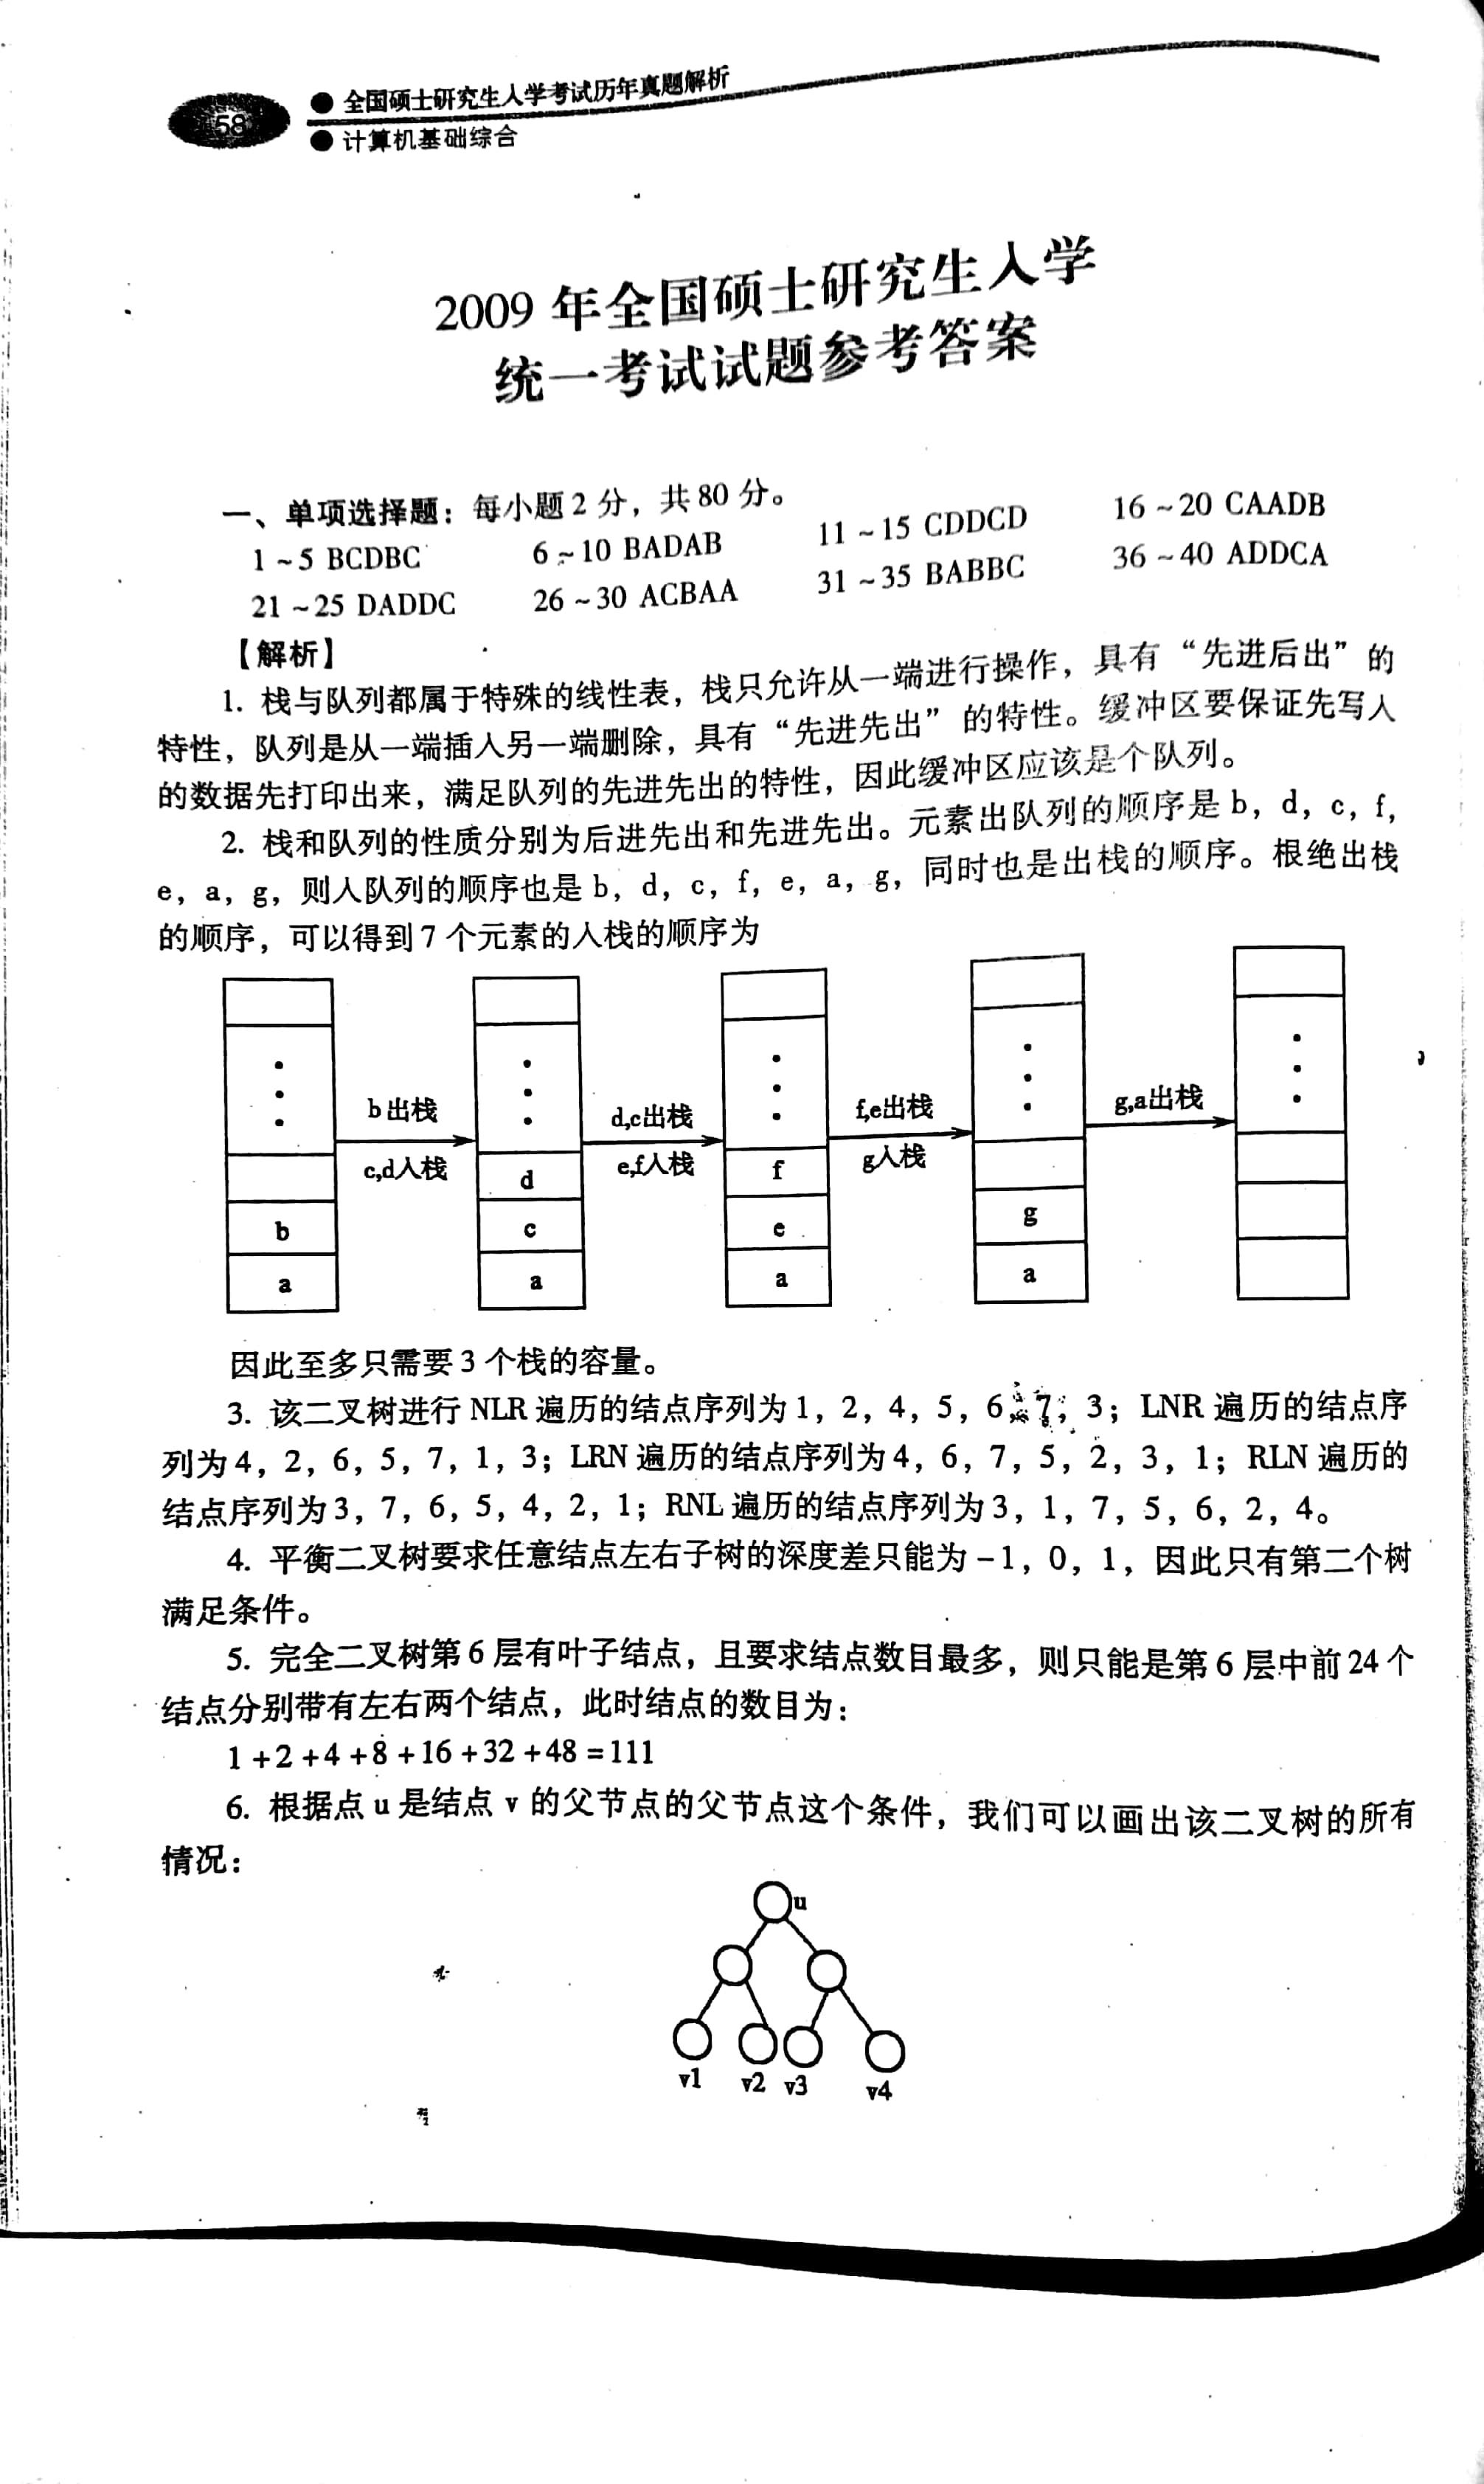 58
● 全国硕士研究生入学考试历年真题解析
● 计算机基础综合
2009 年全国硕士研究生入学
统一考试试题参考答案
一、单项选择题：每小题 2 分，共 80 分。
1 ~ 5 BCDBC 6 ~ 10 BADAB 11 ~ 15 CDDCD 16 ~ 20 CAADB
21 ~ 25 DADDC 26 ~ 30 ACBAA 31 ~ 35 BABBC 36 ~ 40 ADDCA
【解析】
1. 栈与队列都属于特殊的线性表，栈只允许从一端进行操作，具有“先进后出”的
特性，队列是从一端插入另一端删除，具有“先进先出”的特性。缓冲区要保证先写入
的数据先打印出来，满足队列的先进先出的特性，因此缓冲区应该是个队列。
2. 栈和队列的性质分别为后进先出和先进先出。元素出队列的顺序是 b，d，c，f，
e，a，g，则入队列的顺序也是 b，d，c，f，e，a，g，同时也是出栈的顺序。根绝出栈
的顺序，可以得到 7 个元素的入栈的顺序为
b出栈 d,c出栈 f,e出栈 g,a出栈
c,d入栈 e,f入栈 g入栈
d f
b c e g
a a a a
因此至多只需要 3 个栈的容量。
3. 该二叉树进行 NLR 遍历的结点序列为 1，2，4，5，6，7，3；LNR 遍历的结点序
列为 4，2，6，5，7，1，3；LRN 遍历的结点序列为 4，6，7，5，2，3，1；RLN 遍历的
结点序列为 3，7，6，5，4，2，1；RNL 遍历的结点序列为 3，1，7，5，6，2，4。
4. 平衡二叉树要求任意结点左右子树的深度差只能为 -1，0，1，因此只有第二个树
满足条件。
5. 完全二叉树第 6 层有叶子结点，且要求结点数目最多，则只能是第 6 层中前 24 个
结点分别带有左右两个结点，此时结点的数目为：
1 + 2 + 4 + 8 + 16 + 32 + 48 = 111
6. 根据点 u 是结点 v 的父节点的父节点这个条件，我们可以画出该二叉树的所有
情况：
u
v1 v2 v3 v4